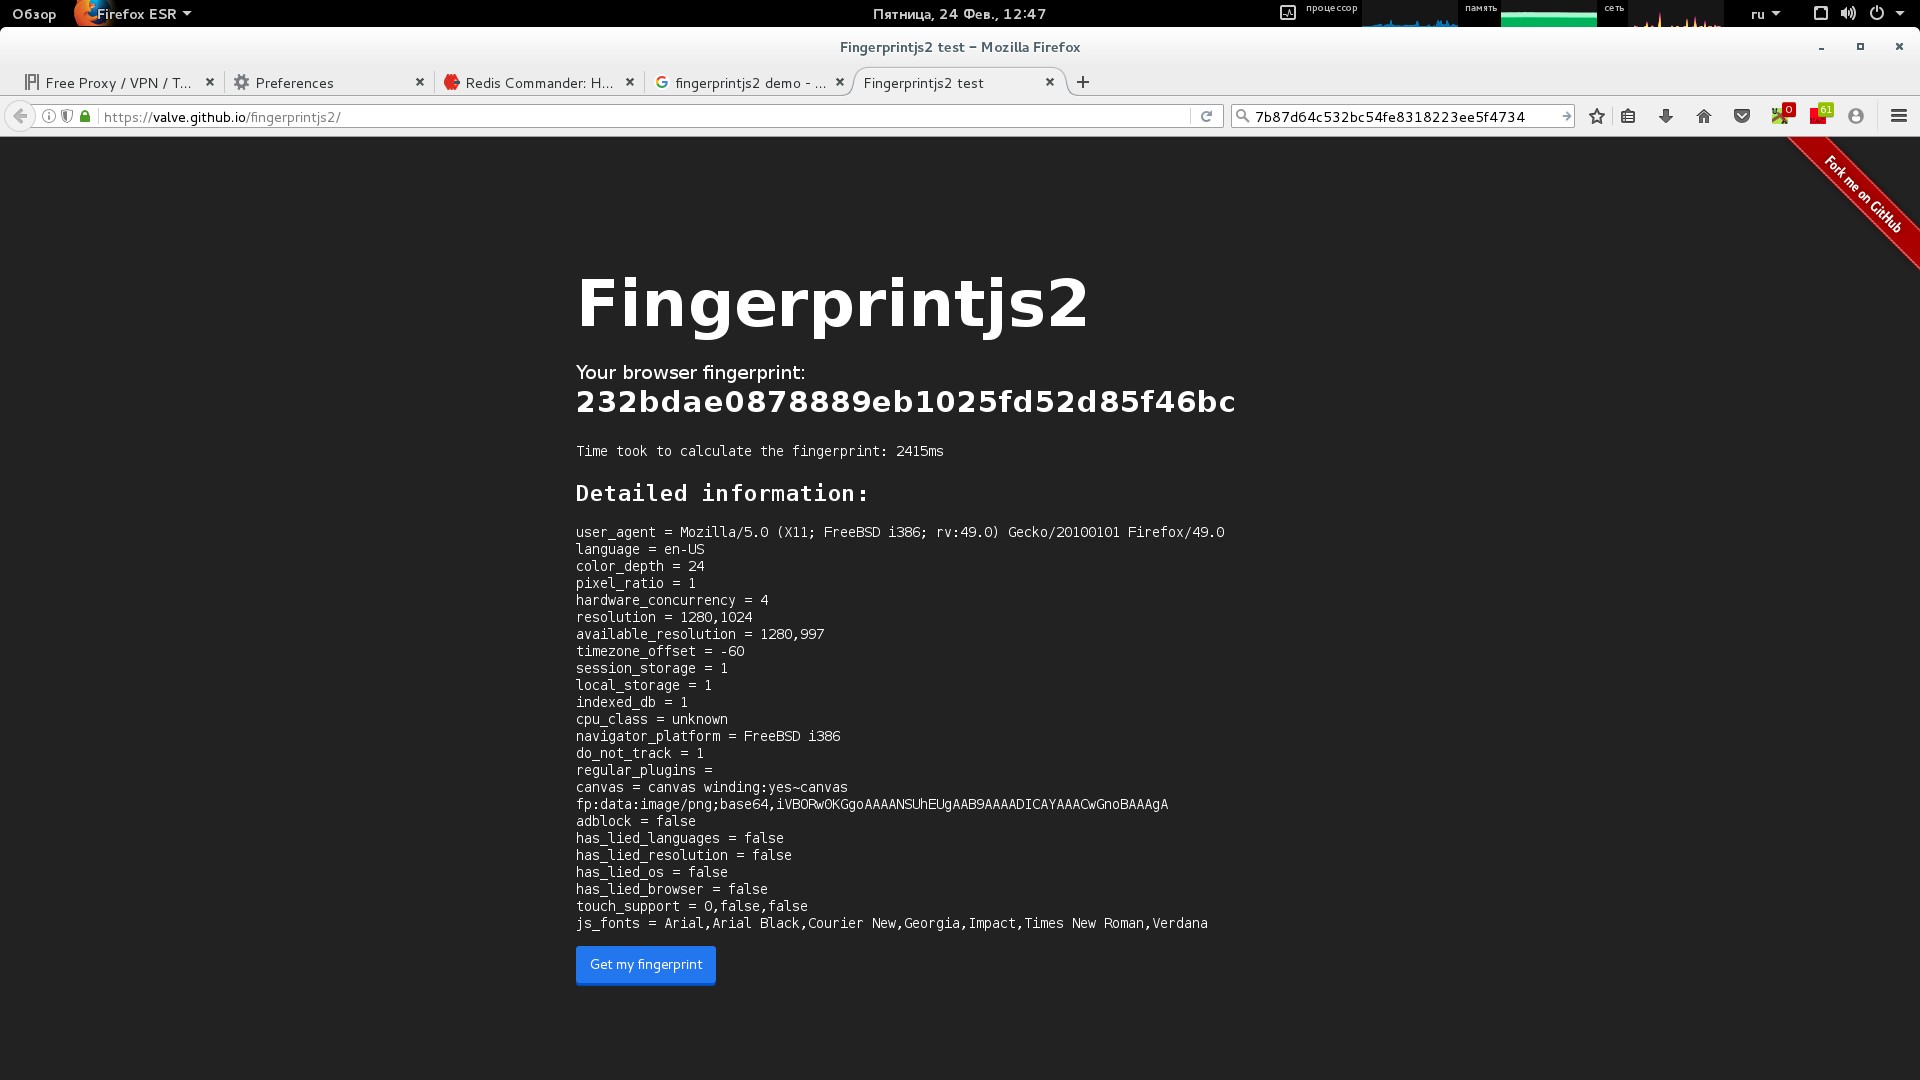 Обзор
Firefox ESR
Пятница, 24 Фев., 12:47
процессор
память
сеть
ru
Fingerprintjs2 test – Mozilla Firefox
Free Proxy / VPN / T...
Preferences
Redis Commander: H...
fingerprintjs2 demo - ...
Fingerprintjs2 test
https://valve.github.io/fingerprintjs2/
7b87d64c532bc54fe8318223ee5f4734
0
61
Fork me on GitHub
Fingerprintjs2
Your browser fingerprint:
232bdae0878889eb1025fd52d85f46bc
Time took to calculate the fingerprint: 2415ms
Detailed information:
user_agent = Mozilla/5.0 (X11; FreeBSD i386; rv:49.0) Gecko/20100101 Firefox/49.0
language = en-US
color_depth = 24
pixel_ratio = 1
hardware_concurrency = 4
resolution = 1280,1024
available_resolution = 1280,997
timezone_offset = -60
session_storage = 1
local_storage = 1
indexed_db = 1
cpu_class = unknown
navigator_platform = FreeBSD i386
do_not_track = 1
regular_plugins =
canvas = canvas winding:yes~canvas
fp:data:image/png;base64,iVBORw0KGgoAAAANSUhEUgAAB9AAAADICAYAAACwGnoBAAAgA
adblock = false
has_lied_languages = false
has_lied_resolution = false
has_lied_os = false
has_lied_browser = false
touch_support = 0,false,false
js_fonts = Arial,Arial Black,Courier New,Georgia,Impact,Times New Roman,Verdana
Get my fingerprint